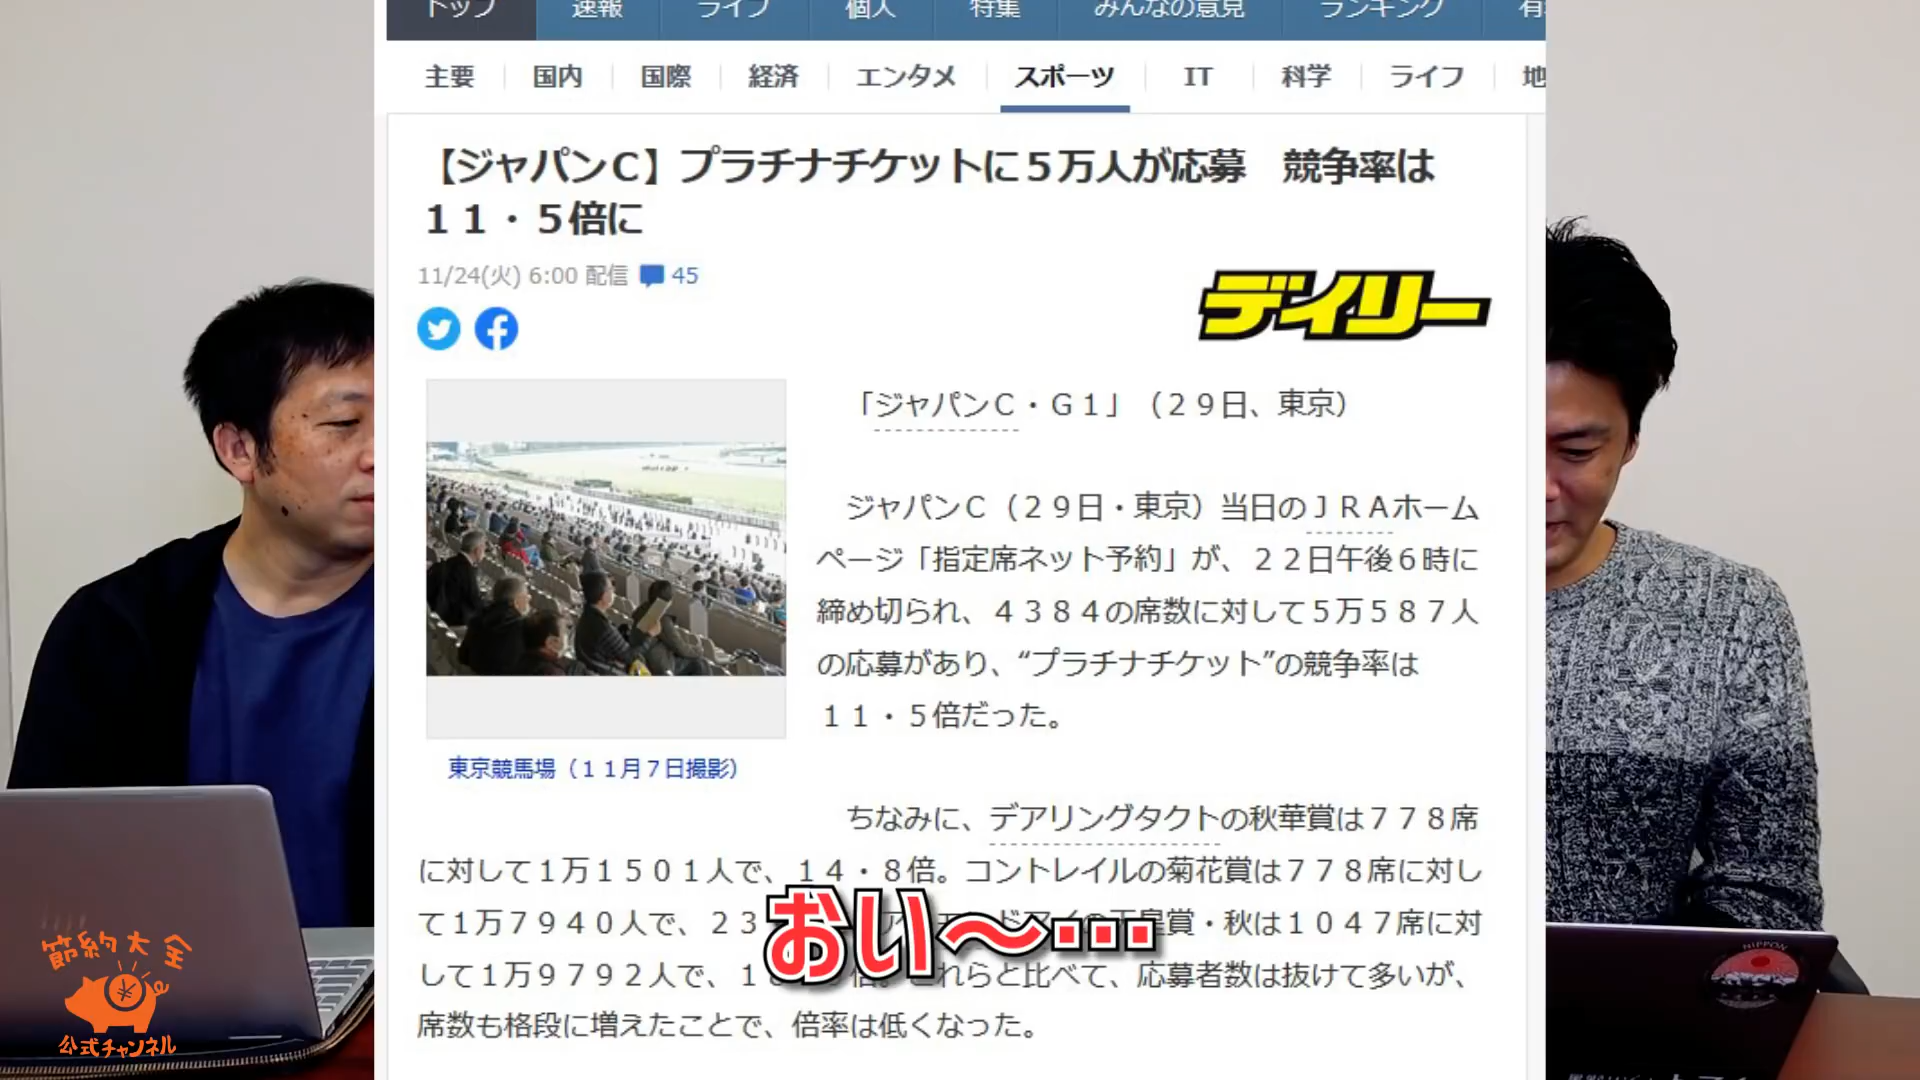 トップ 速報 ライブ 個人 特集 みんなの意見 ランキング 有
主要 国内 国際 経済 エンタメ スポーツ IT 科学 ライフ 地
【ジャパンＣ】プラチナチケットに５万人が応募　競争率は
１１・５倍に
11/24(火) 6:00 配信 45
デイリー
「ジャパンＣ・Ｇ１」（２９日、東京）
ジャパンＣ（２９日・東京）当日のＪＲＡホーム
ページ「指定席ネット予約」が、２２日午後６時に
締め切られ、４３８４の席数に対して５万５８７人
の応募があり、“プラチナチケット”の競争率は
１１・５倍だった。
東京競馬場（１１月７日撮影）
ちなみに、デアリングタクトの秋華賞は７７８席
に対して１万１５０１人で、１４・８倍。コントレイルの菊花賞は７７８席に対し
て１万７９４０人で、２３ 賞・秋は１０４７席に対
して１万９７９２人で、１ れらと比べて、応募者数は抜けて多いが、
席数も格段に増えたことで、倍率は低くなった。
おい〜…
節約大全
公式チャンネル
NIPPON